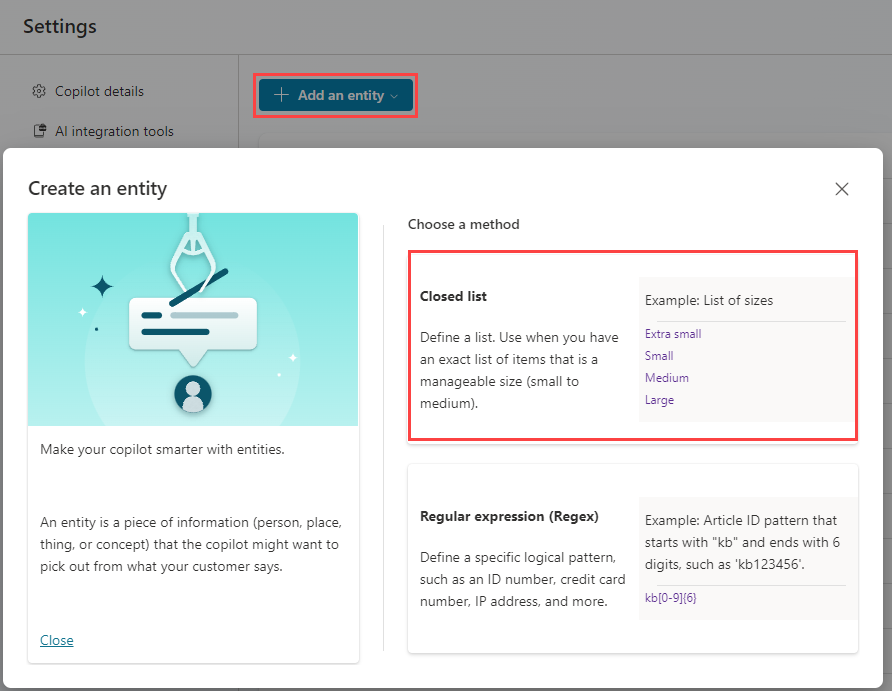 Settings
Copilot details
Add an entity
AI integration tools
Create an entity
Choose a method
Closed list
Define a list. Use when you have
an exact list of items that is a
manageable size (small to
medium).
Example: List of sizes
Extra small
Small
Medium
Large
Make your copilot smarter with entities.
An entity is a piece of information (person, place,
thing, or concept) that the copilot might want to
pick out from what your customer says.
Close
Regular expression (Regex)
Define a specific logical pattern,
such as an ID number, credit card
number, IP address, and more.
Example: Article ID pattern that
starts with "kb" and ends with 6
digits, such as 'kb123456'.
kb[0-9]{6}